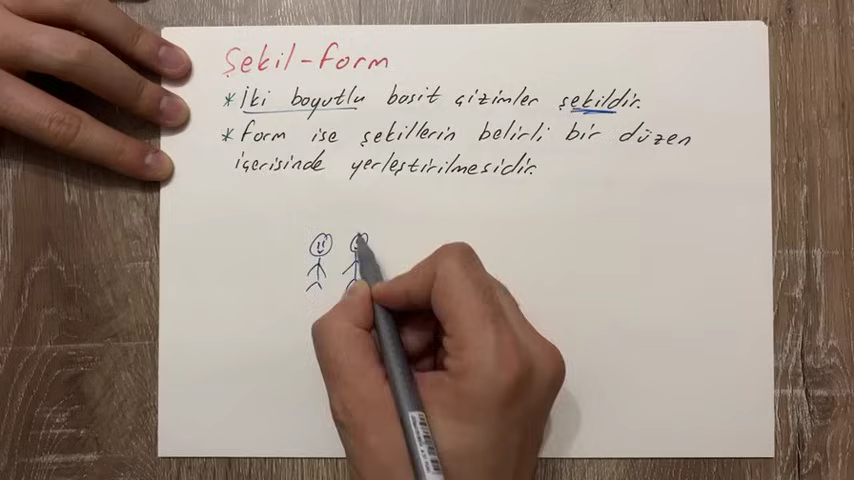 Şekil-Form
* İki boyutlu basit çizimler şekildir.
* Form ise şekillerin belirli bir düzen
içerisinde yerleştirilmesidir.